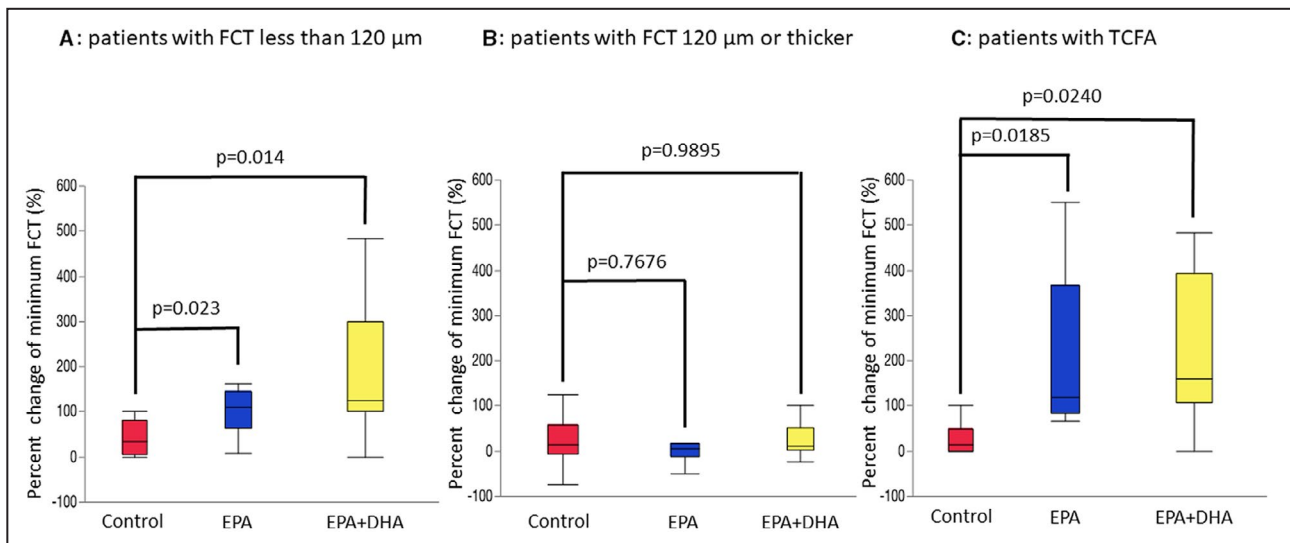 A: patients with FCT less than 120 µm
B: patients with FCT 120 µm or thicker
C: patients with TCFA
Percent change of minimum FCT (%)
600
500
400
300
200
100
0
-100
p=0.014
p=0.023
Control
EPA
EPA+DHA
Percent change of minimum FCT (%)
600
500
400
300
200
100
0
-100
p=0.9895
p=0.7676
Control
EPA
EPA+DHA
Percent change of minimum FCT (%)
600
500
400
300
200
100
0
-100
p=0.0240
p=0.0185
Control
EPA
EPA+DHA